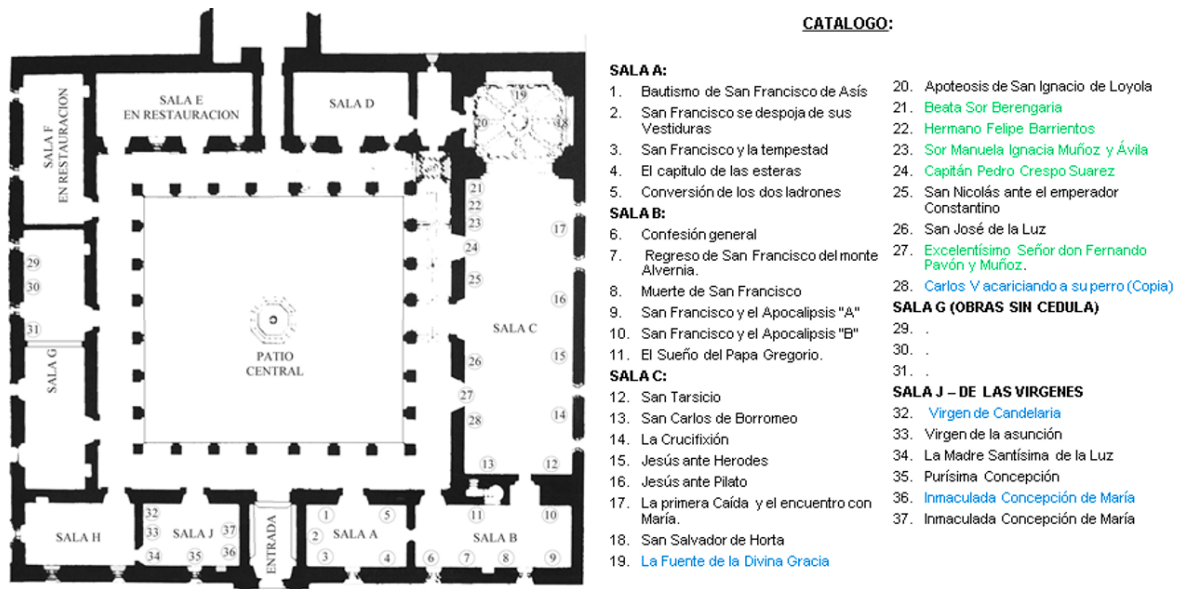 SALA F
EN RESTAURACION
SALA E
EN RESTAURACION
SALA D
19
20
18
21
22
23
24
25
17
16
15
14
SALA C
26
27
28
13
12
29
30
31
SALA G
PATIO
CENTRAL
SALA H
32
33
34
35
36
37
SALA J
ENTRADA
1
2
3
4
5
SALA A
11
10
SALA B
6
7
8
9
CATALOGO:
SALA A:
1. Bautismo de San Francisco de Asís
2. San Francisco se despoja de sus
Vestiduras
3. San Francisco y la tempestad
4. El capitulo de las esteras
5. Conversión de los dos ladrones
SALA B:
6. Confesión general
7. Regreso de San Francisco del monte
Alvernia.
8. Muerte de San Francisco
9. San Francisco y el Apocalipsis "A"
10. San Francisco y el Apocalipsis "B"
11. El Sueño del Papa Gregorio.
SALA C:
12. San Tarsicio
13. San Carlos de Borromeo
14. La Crucifixión
15. Jesús ante Herodes
16. Jesús ante Pilato
17. La primera Caída y el encuentro con
María.
18. San Salvador de Horta
19. La Fuente de la Divina Gracia
20. Apoteosis de San Ignacio de Loyola
21. Beata Sor Berengaria
22. Hermano Felipe Barrientos
23. Sor Manuela Ignacia Muñoz y Ávila
24. Capitán Pedro Crespo Suarez
25. San Nicolás ante el emperador
Constantino
26. San José de la Luz
27. Excelentísimo Señor don Fernando
Pavón y Muñoz.
28. Carlos V acariciando a su perro (Copia)
SALA G (OBRAS SIN CEDULA)
29. .
30. .
31. .
SALA J – DE LAS VIRGENES
32. Virgen de Candelaria
33. Virgen de la asunción
34. La Madre Santísima de la Luz
35. Purísima Concepción
36. Inmaculada Concepción de María
37. Inmaculada Concepción de María